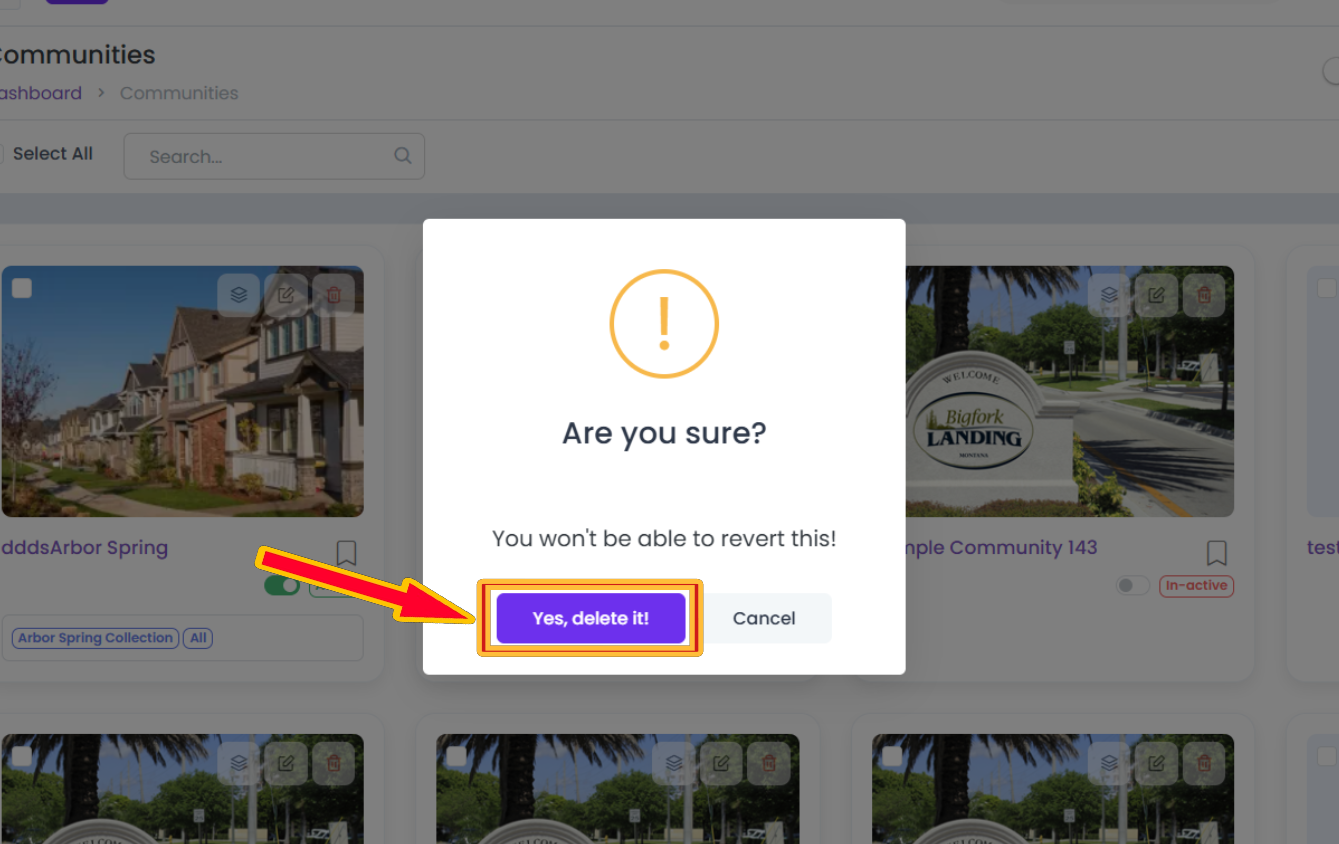 ommunities
ashboard > Communities
Select All
Search...
!
Are you sure?
You won't be able to revert this!
Yes, delete it!
Cancel
WELCOME
Bigfork
LANDING
MONTANA
dddsArbor Spring
mple Community 143
test
In-active
Arbor Spring Collection
All